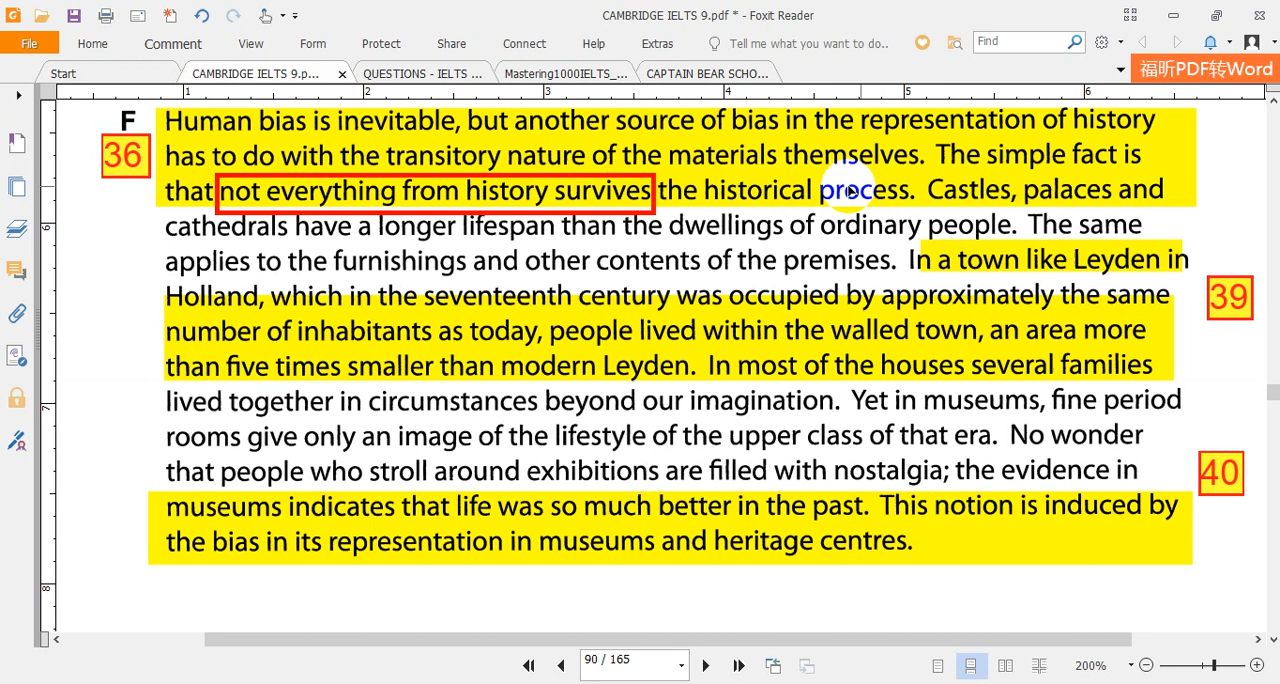 CAMBRIDGE IELTS 9.pdf * - Foxit Reader
File Home Comment View Form Protect Share Connect Help Extras Tell me what you want to do.. Find
Start CAMBRIDGE IELTS 9.p... QUESTIONS - IELTS ... Mastering1000IELTS_... CAPTAIN BEAR SCHO... 福昕PDF转Word
1 2 3 4 5 6
F Human bias is inevitable, but another source of bias in the representation of history
36 has to do with the transitory nature of the materials themselves. The simple fact is
that not everything from history survives the historical process. Castles, palaces and
6 cathedrals have a longer lifespan than the dwellings of ordinary people. The same
applies to the furnishings and other contents of the premises. In a town like Leyden in
Holland, which in the seventeenth century was occupied by approximately the same 39
number of inhabitants as today, people lived within the walled town, an area more
than five times smaller than modern Leyden. In most of the houses several families
7 lived together in circumstances beyond our imagination. Yet in museums, fine period
rooms give only an image of the lifestyle of the upper class of that era. No wonder
that people who stroll around exhibitions are filled with nostalgia; the evidence in 40
museums indicates that life was so much better in the past. This notion is induced by
the bias in its representation in museums and heritage centres.
8
90 / 165 200%